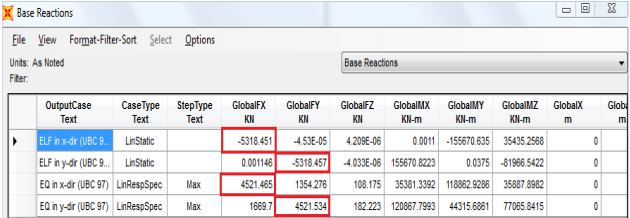 Base Reactions
File View Format-Filter-Sort Select Options
Units: As Noted Base Reactions
Filter:
OutputCase CaseType StepType GlobalFX GlobalFY GlobalFZ GlobalMX GlobalMY GlobalMZ GlobalX Globa
Text Text Text KN KN KN KN-m KN-m KN-m m m
ELF in x-dir (UBC 9... LinStatic -5318.451 -4.53E-05 4.209E-06 0.0011 -155670.635 35435.2568 0
ELF in y-dir (UBC 9... LinStatic 0.001146 -5318.457 -4.033E-06 155670.8223 0.0375 -81966.5422 0
EQ in x-dir (UBC 97) LinRespSpec Max 4521.465 1354.276 108.175 35381.3392 118862.9286 35887.8982 0
EQ in y-dir (UBC 97) LinRespSpec Max 1669.7 4521.534 182.223 120867.7993 44315.6861 77065.8415 0